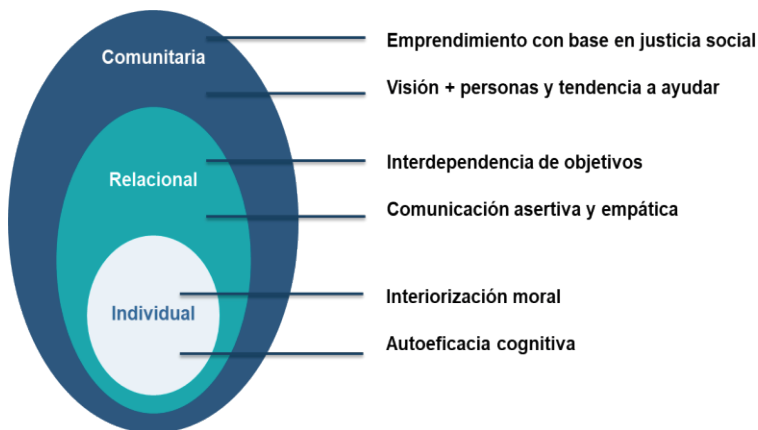 Comunitaria
Emprendimiento con base en justicia social
Visión + personas y tendencia a ayudar
Relacional
Interdependencia de objetivos
Comunicación asertiva y empática
Individual
Interiorización moral
Autoeficacia cognitiva